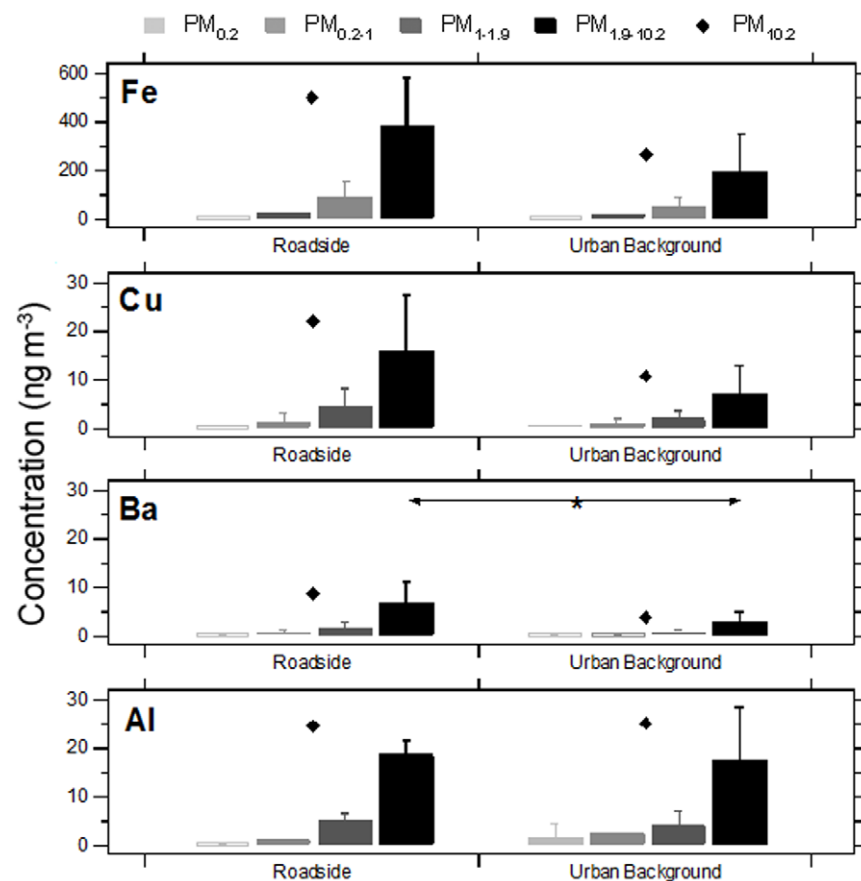 PM0.2 PM0.2-1 PM1-1.9 PM1.9-10.2 PM10.2
Concentration (ng m-3)
Fe
600
400
200
0
Roadside Urban Background
Cu
30
20
10
0
Roadside Urban Background
Ba
*
30
20
10
0
Roadside Urban Background
Al
30
20
10
0
Roadside Urban Background